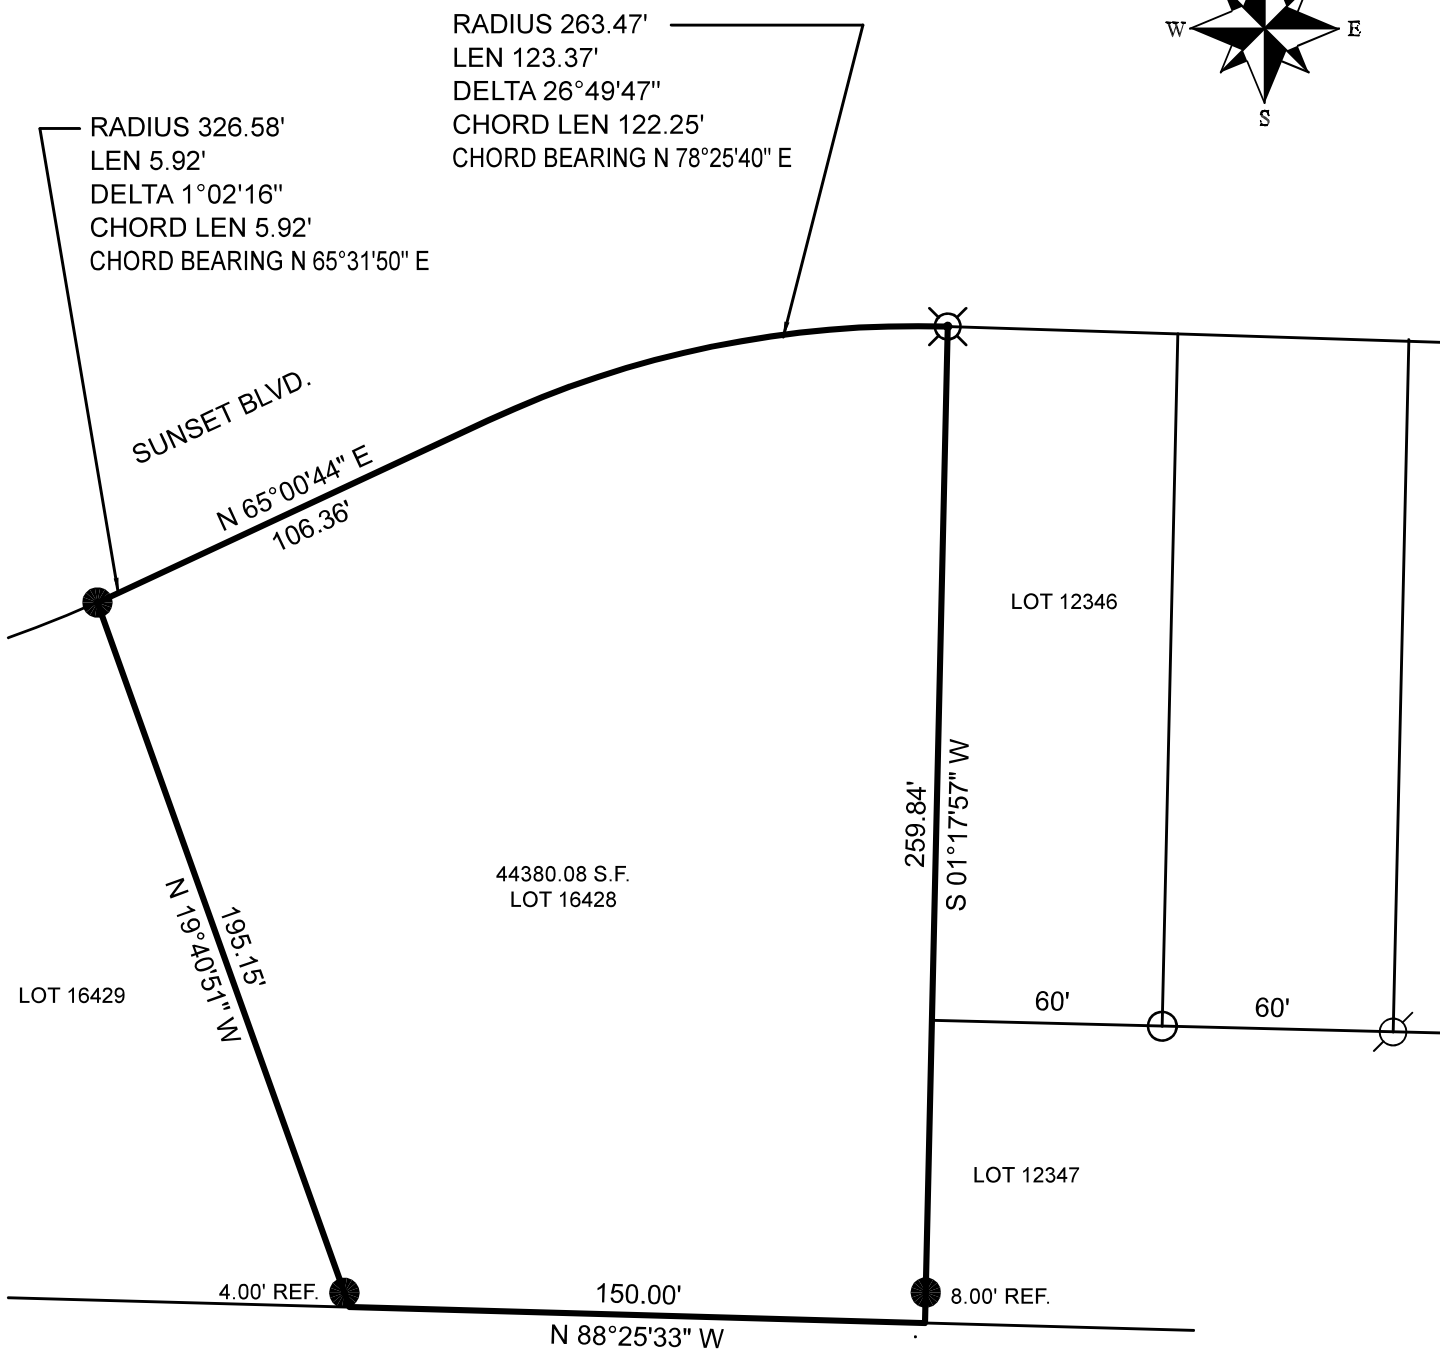 RADIUS 263.47'
LEN 123.37'
DELTA 26°49'47"
CHORD LEN 122.25'
CHORD BEARING N 78°25'40" E
W
E
S
RADIUS 326.58'
LEN 5.92'
DELTA 1°02'16"
CHORD LEN 5.92'
CHORD BEARING N 65°31'50" E
SUNSET BLVD.
N 65°00'44" E
106.36'
LOT 12346
259.84'
S 01°17'57" W
44380.08 S.F.
LOT 16428
195.15'
N 19°40'51" W
LOT 16429
60'
60'
LOT 12347
4.00' REF.
150.00'
8.00' REF.
N 88°25'33" W